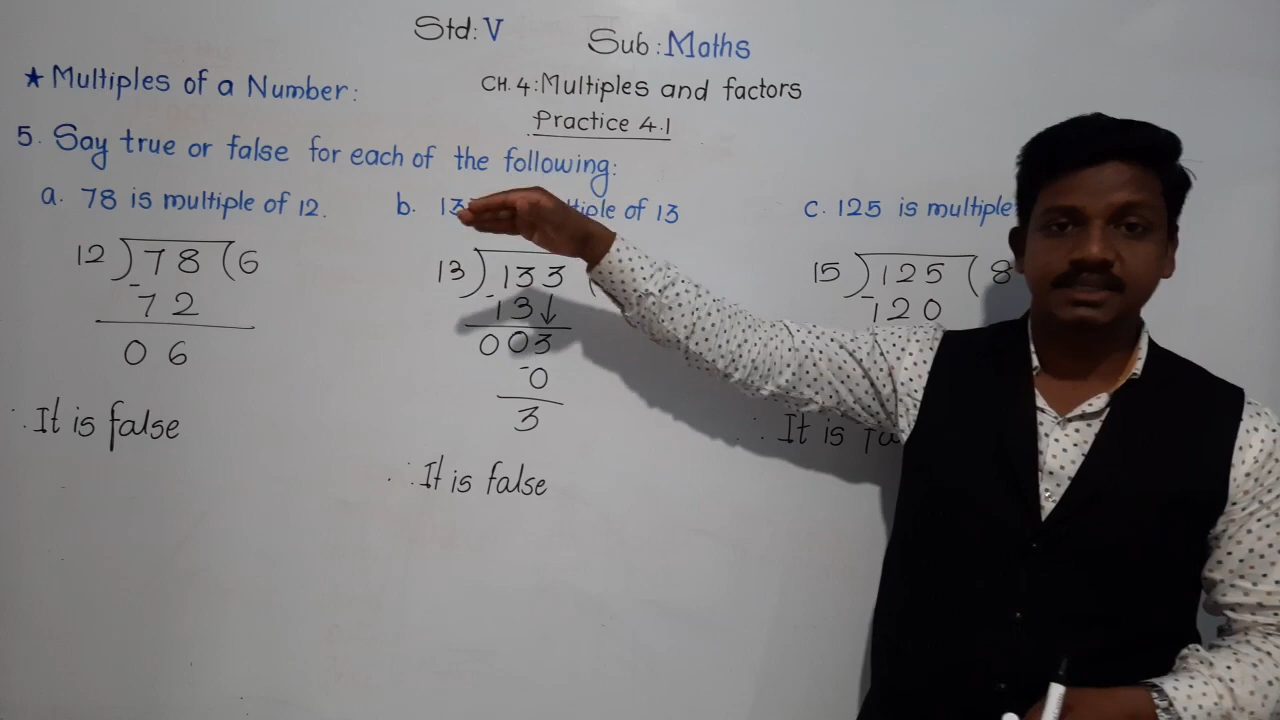 Std: V
Sub: Maths
★ Multiples of a Number:
CH. 4: Multiples and factors
Practice 4.1
5. Say true or false for each of the following:
a. 78 is multiple of 12.
b. 13 of 13
c. 125 is multiple
12 ) 78 ( 6
- 72
06
∴ It is false
13 ) 133 (
- 13↓
003
- 0
3
∴ It is false
15 ) 125 ( 8
- 120
∴ It is